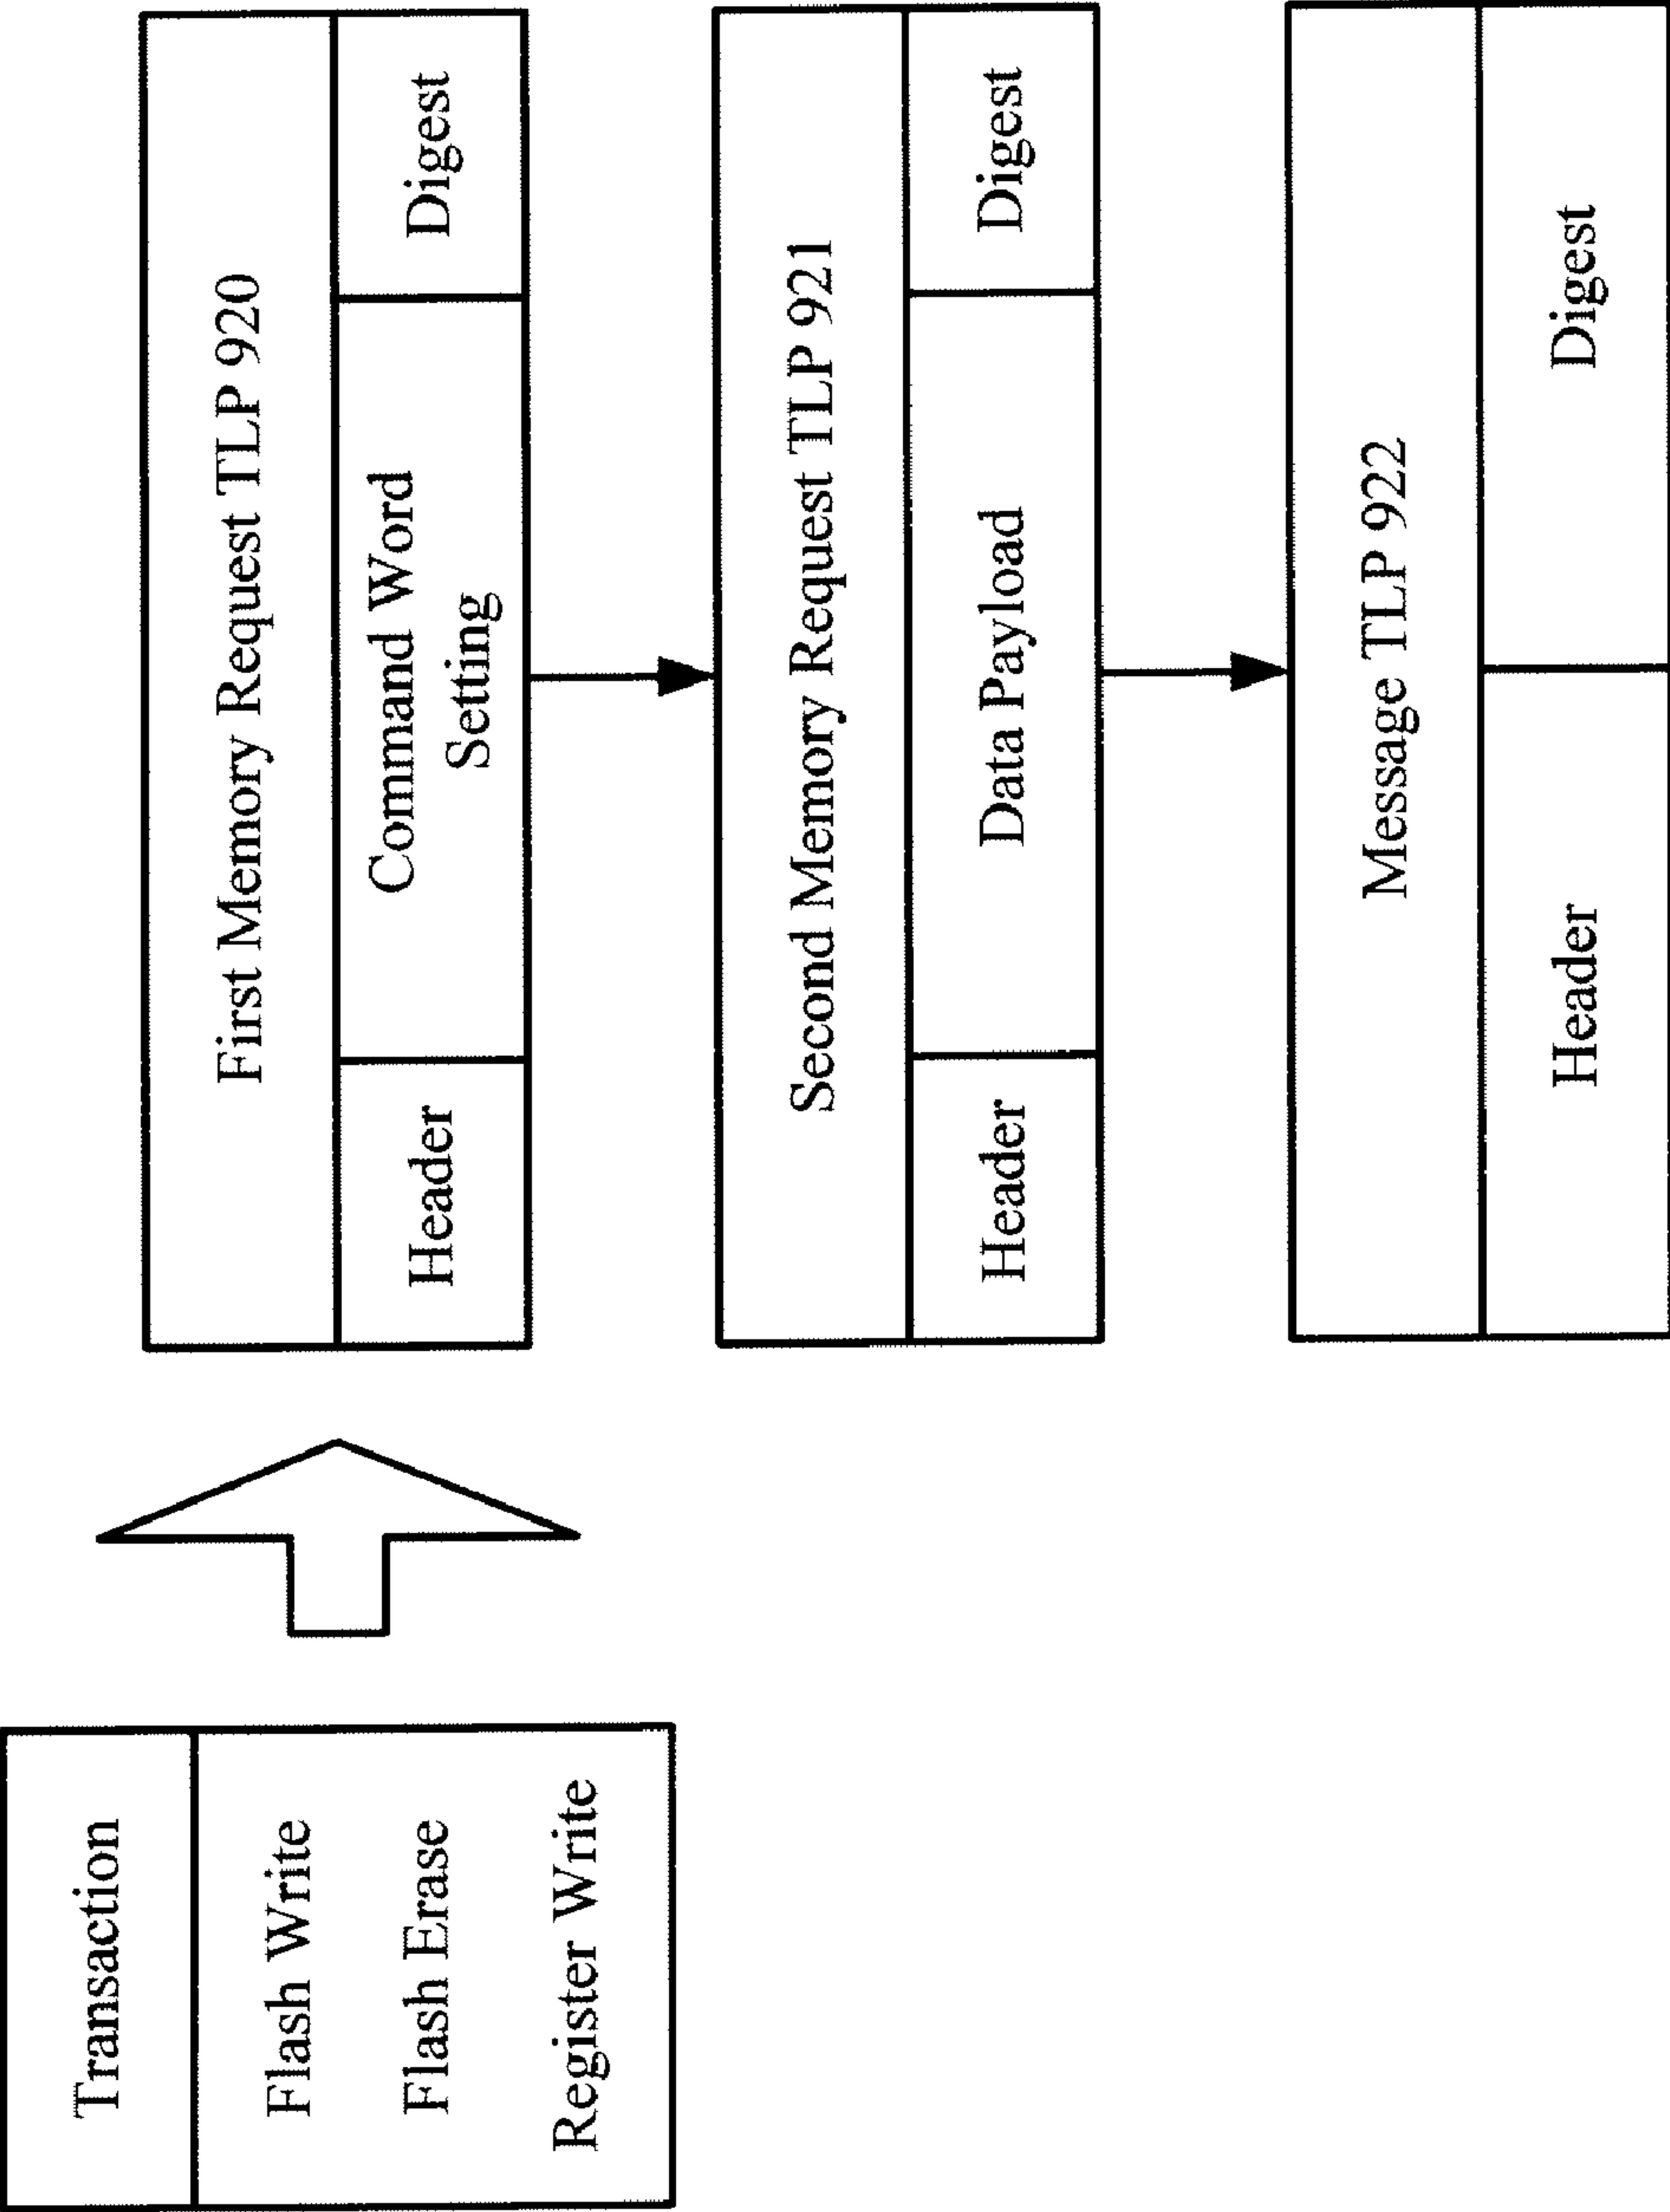 Transaction
Flash Write
Flash Erase
Register Write
First Memory Request TLP 920
Header
Command Word
Setting
Digest
Second Memory Request TLP 921
Header
Data Payload
Digest
Message TLP 922
Header
Digest